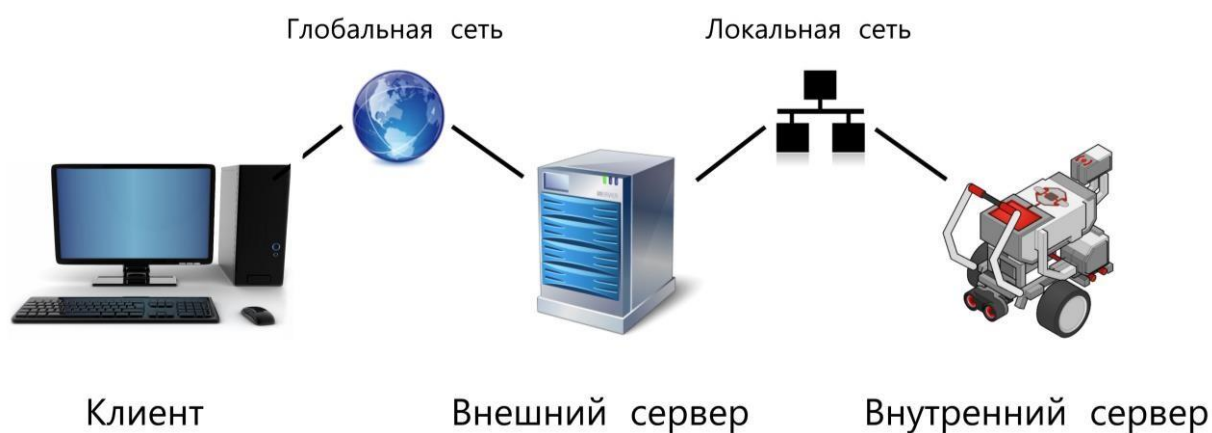 Глобальная сеть
Локальная сеть
Клиент
Внешний сервер
Внутренний сервер